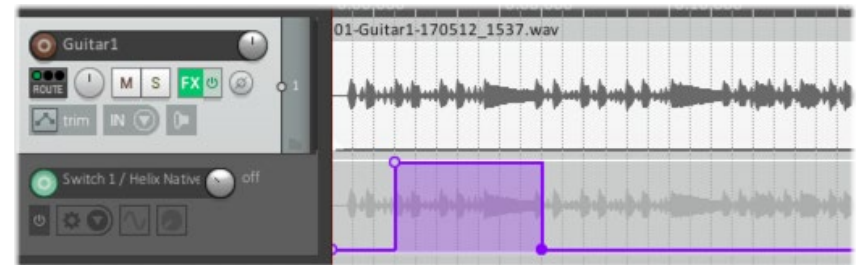 01-Guitar1-170512_1537.wav
Guitar1
ROUTE
M
S
FX
1
trim
IN
Switch 1 / Helix Native
off